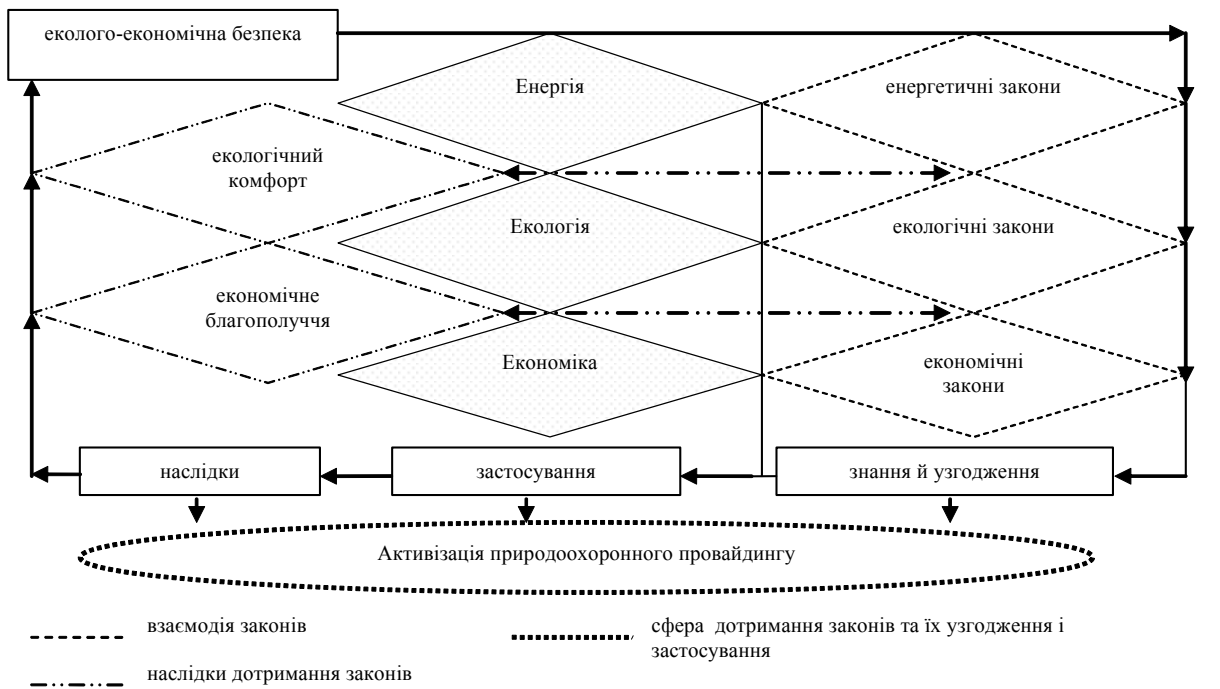 еколого-економічна безпека
Енергія
енергетичні закони
екологічний
комфорт
Екологія
екологічні закони
економічне
благополуччя
Економіка
економічні
закони
наслідки
застосування
знання й узгодження
Активізація природоохоронного провайдингу
взаємодія законів
сфера дотримання законів та їх узгодження і
застосування
наслідки дотримання законів